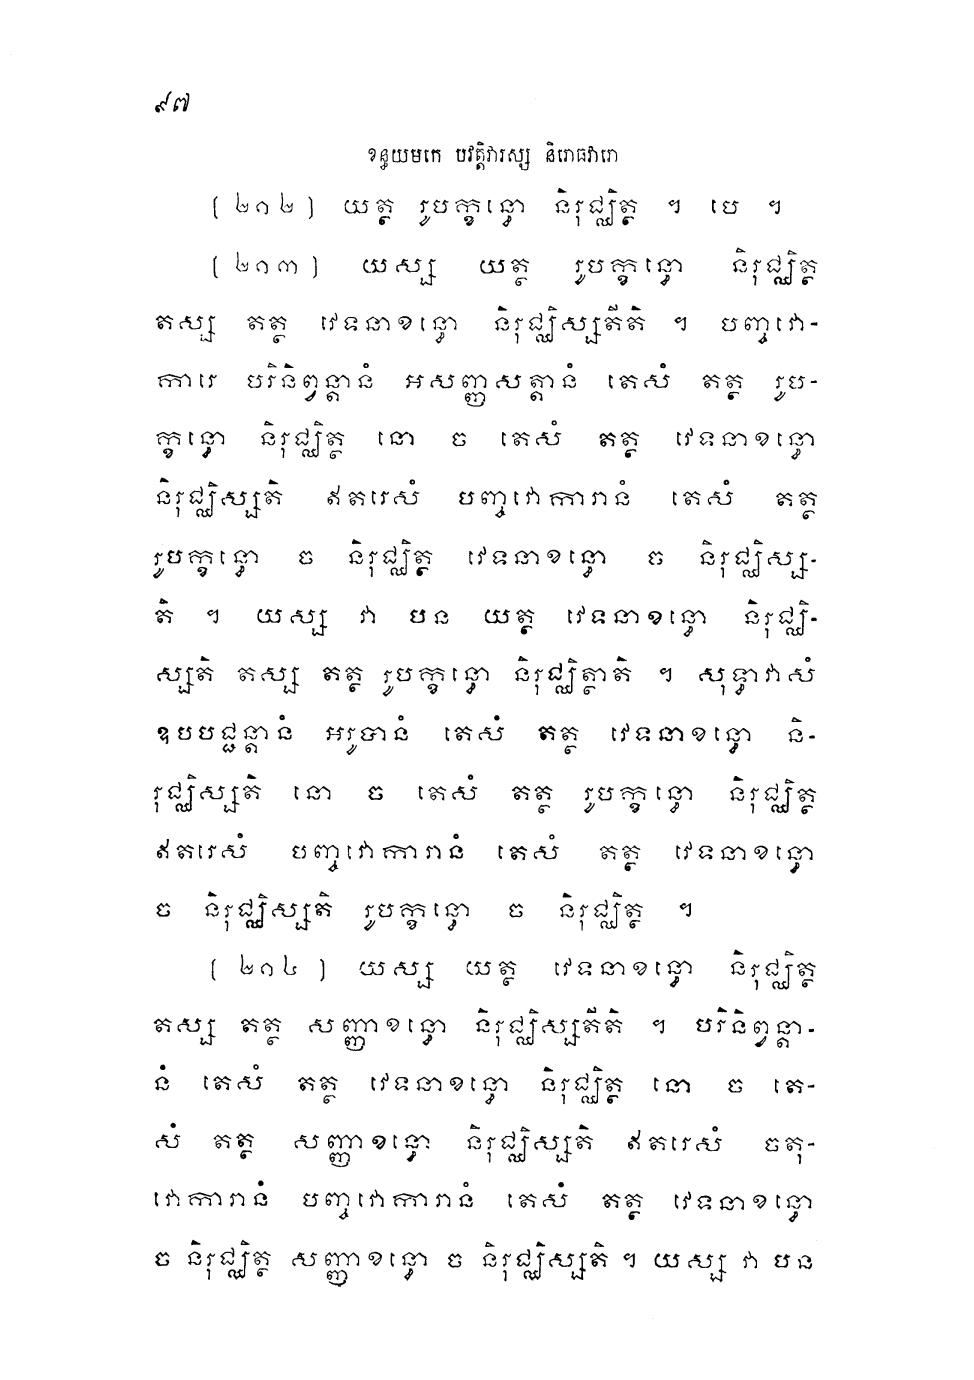 ៩៧
ខន្ធយមកេ បវត្តិវារស្ស និរោធវារោ
(២១២) យត្ថ រូបក្ខន្ធោ និរុជ្ឈិត្ថ ។ បេ ។
(២១៣) យស្ស យត្ថ រូបក្ខន្ធោ និរុជ្ឈិត្ថ
តស្ស តត្ថ វេទនាខន្ធោ និរុជ្ឈិស្សតីតិ ។ បញ្ចវោ-
ការេ បរិនិព្វន្តានំ អសញ្ញសត្តានំ តេសំ តត្ថ រូប-
ក្ខន្ធោ និរុជ្ឈិត្ថ នោ ច តេសំ តត្ថ វេទនាខន្ធោ
និរុជ្ឈិស្សតិ ឥតរេសំ បញ្ចវោការានំ តេសំ តត្ថ
រូបក្ខន្ធោ ច និរុជ្ឈិត្ថ វេទនាខន្ធោ ច និរុជ្ឈិស្ស-
តិ ។ យស្ស វា បន យត្ថ វេទនាខន្ធោ និរុជ្ឈិ-
ស្សតិ តស្ស តត្ថ រូបក្ខន្ធោ និរុជ្ឈិត្ថាតិ ។ សុទ្ធាវាសំ
ឧបបជ្ជន្តានំ អរូបានំ តេសំ តត្ថ វេទនាខន្ធោ និ-
រុជ្ឈិស្សតិ នោ ច តេសំ តត្ថ រូបក្ខន្ធោ និរុជ្ឈិត្ថ
ឥតរេសំ បញ្ចវោការានំ តេសំ តត្ថ វេទនាខន្ធោ
ច និរុជ្ឈិស្សតិ រូបក្ខន្ធោ ច និរុជ្ឈិត្ថ ។
(២១៤) យស្ស យត្ថ វេទនាខន្ធោ និរុជ្ឈិត្ថ
តស្ស តត្ថ សញ្ញាខន្ធោ និរុជ្ឈិស្សតីតិ ។ បរិនិព្វន្តា-
នំ តេសំ តត្ថ វេទនាខន្ធោ និរុជ្ឈិត្ថ នោ ច តេ-
សំ តត្ថ សញ្ញាខន្ធោ និរុជ្ឈិស្សតិ ឥតរេសំ ចតុ-
វោការានំ បញ្ចវោការានំ តេសំ តត្ថ វេទនាខន្ធោ
ច និរុជ្ឈិត្ថ សញ្ញាខន្ធោ ច និរុជ្ឈិស្សតិ ។ យស្ស វា បន